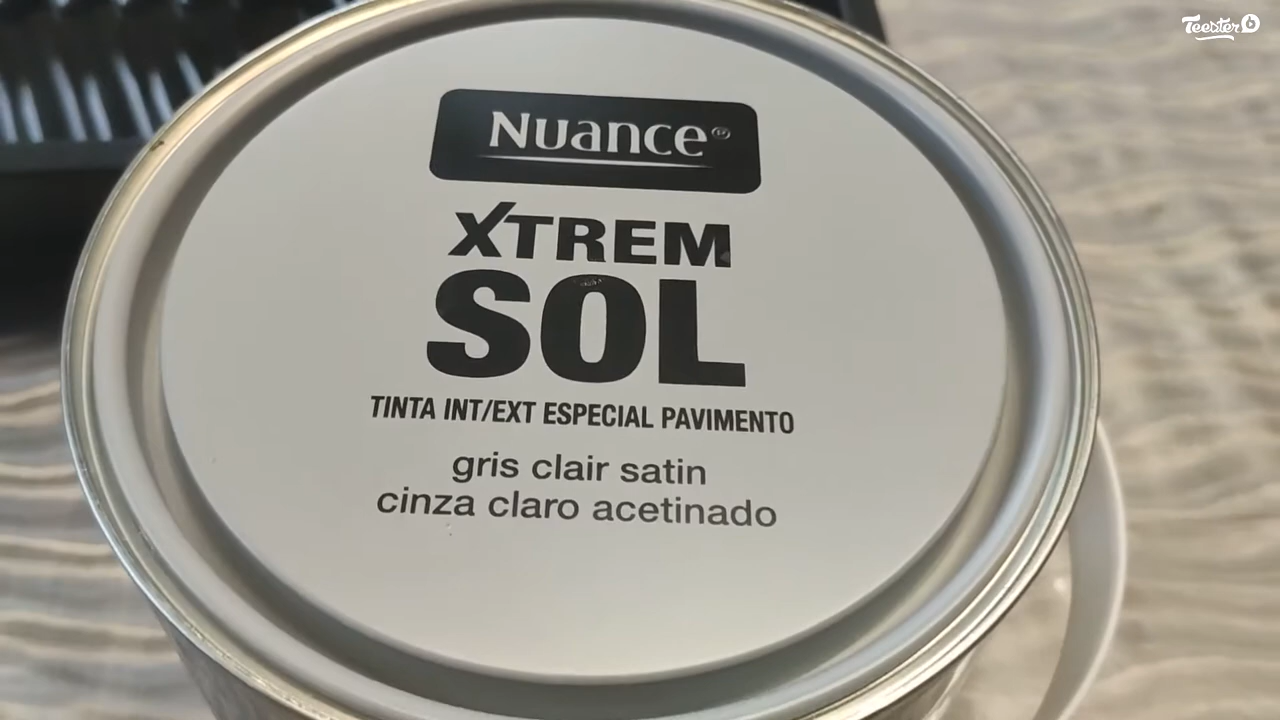 Teester
Nuance®
XTREM
SOL
TINTA INT/EXT ESPECIAL PAVIMENTO
gris clair satin
cinza claro acetinado